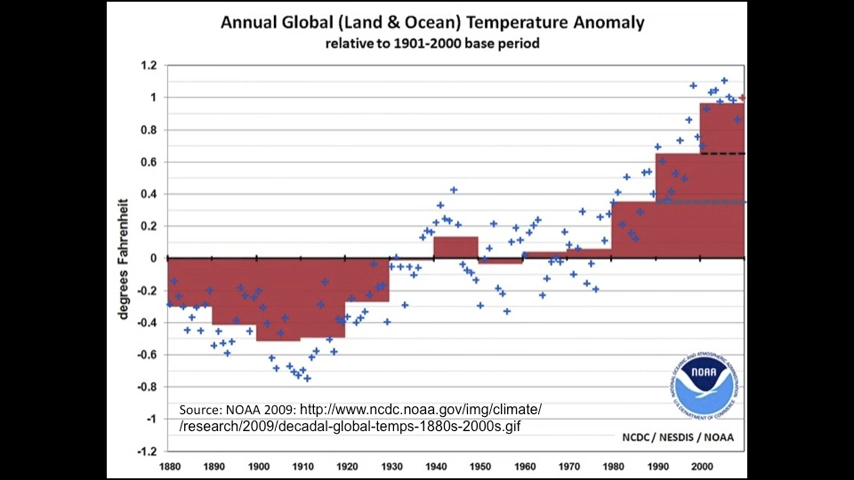 Annual Global (Land & Ocean) Temperature Anomaly
relative to 1901-2000 base period
degrees Fahrenheit
1.2
1
0.8
0.6
0.4
0.2
0
-0.2
-0.4
-0.6
-0.8
-1
-1.2
NOAA
Source: NOAA 2009: http://www.ncdc.noaa.gov/img/climate/
/research/2009/decadal-global-temps-1880s-2000s.gif
NCDC / NESDIS / NOAA
1880 1890 1900 1910 1920 1930 1940 1950 1960 1970 1980 1990 2000